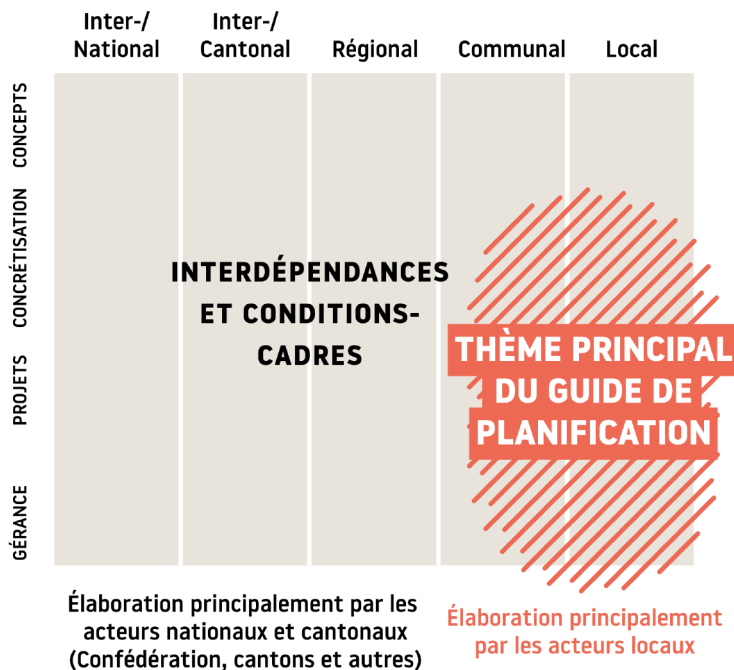 Inter-/
National
Inter-/
Cantonal
Régional
Communal
Local
CONCEPTS
CONCRÉTISATION
PROJETS
GÉRANCE
INTERDÉPENDANCES
ET CONDITIONS-
CADRES
THÈME PRINCIPAL
DU GUIDE DE
PLANIFICATION
Élaboration principalement par les
acteurs nationaux et cantonaux
(Confédération, cantons et autres)
Élaboration principalement
par les acteurs locaux